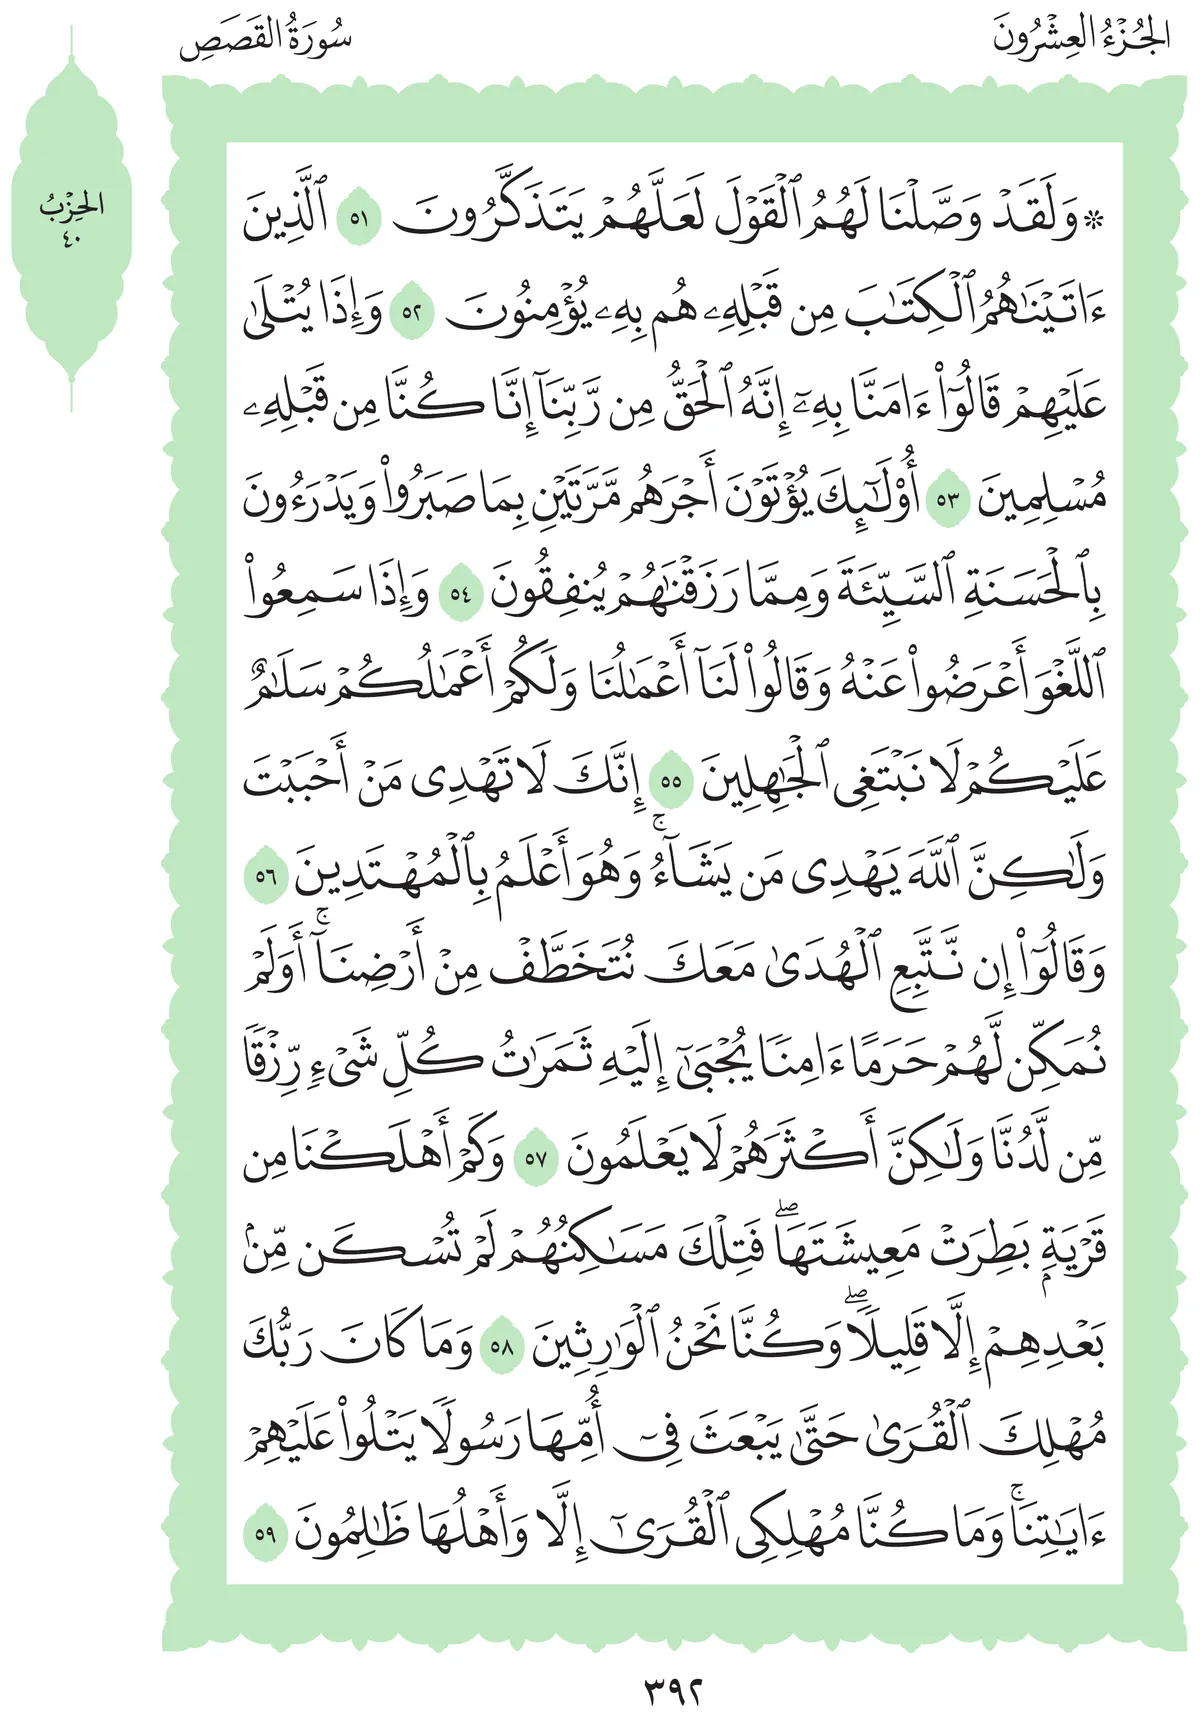 الجُزْءُ العِشْرُونَ
سُورَةُ القَصَصِ
الحِزْبُ
٤٠
۞ وَلَقَدۡ وَصَّلۡنَا لَهُمُ ٱلۡقَوۡلَ لَعَلَّهُمۡ يَتَذَكَّرُونَ ٥١ ٱلَّذِينَ
ءَاتَيۡنَٰهُمُ ٱلۡكِتَٰبَ مِن قَبۡلِهِۦ هُم بِهِۦ يُؤۡمِنُونَ ٥٢ وَإِذَا يُتۡلَىٰ
عَلَيۡهِمۡ قَالُوٓاْ ءَامَنَّا بِهِۦٓ إِنَّهُ ٱلۡحَقُّ مِن رَّبِّنَآ إِنَّا كُنَّا مِن قَبۡلِهِۦ
مُسۡلِمِينَ ٥٣ أُوْلَٰٓئِكَ يُؤۡتَوۡنَ أَجۡرَهُم مَّرَّتَيۡنِ بِمَا صَبَرُواْ وَيَدۡرَءُونَ
بِٱلۡحَسَنَةِ ٱلسَّيِّئَةَ وَمِمَّا رَزَقۡنَٰهُمۡ يُنفِقُونَ ٥٤ وَإِذَا سَمِعُواْ
ٱللَّغۡوَ أَعۡرَضُواْ عَنۡهُ وَقَالُواْ لَنَآ أَعۡمَٰلُنَا وَلَكُمۡ أَعۡمَٰلُكُمۡ سَلَٰمٌ
عَلَيۡكُمۡ لَا نَبۡتَغِي ٱلۡجَٰهِلِينَ ٥٥ إِنَّكَ لَا تَهۡدِي مَنۡ أَحۡبَبۡتَ
وَلَٰكِنَّ ٱللَّهَ يَهۡدِي مَن يَشَآءُۚ وَهُوَ أَعۡلَمُ بِٱلۡمُهۡتَدِينَ ٥٦
وَقَالُوٓاْ إِن نَّتَّبِعِ ٱلۡهُدَىٰ مَعَكَ نُتَخَطَّفۡ مِنۡ أَرۡضِنَآۚ أَوَلَمۡ
نُمَكِّن لَّهُمۡ حَرَمًا ءَامِنٗا يُجۡبَىٰٓ إِلَيۡهِ ثَمَرَٰتُ كُلِّ شَيۡءٖ رِّزۡقٗا
مِّن لَّدُنَّا وَلَٰكِنَّ أَكۡثَرَهُمۡ لَا يَعۡلَمُونَ ٥٧ وَكَمۡ أَهۡلَكۡنَا مِن
قَرۡيَةِۭ بَطِرَتۡ مَعِيشَتَهَاۖ فَتِلۡكَ مَسَٰكِنُهُمۡ لَمۡ تُسۡكَن مِّنۢ
بَعۡدِهِمۡ إِلَّا قَلِيلٗاۖ وَكُنَّا نَحۡنُ ٱلۡوَٰرِثِينَ ٥٨ وَمَا كَانَ رَبُّكَ
مُهۡلِكَ ٱلۡقُرَىٰ حَتَّىٰ يَبۡعَثَ فِيٓ أُمِّهَا رَسُولٗا يَتۡلُواْ عَلَيۡهِمۡ
ءَايَٰتِنَاۚ وَمَا كُنَّا مُهۡلِكِي ٱلۡقُرَىٰٓ إِلَّا وَأَهۡلُهَا ظَٰلِمُونَ ٥٩
٣٩٢